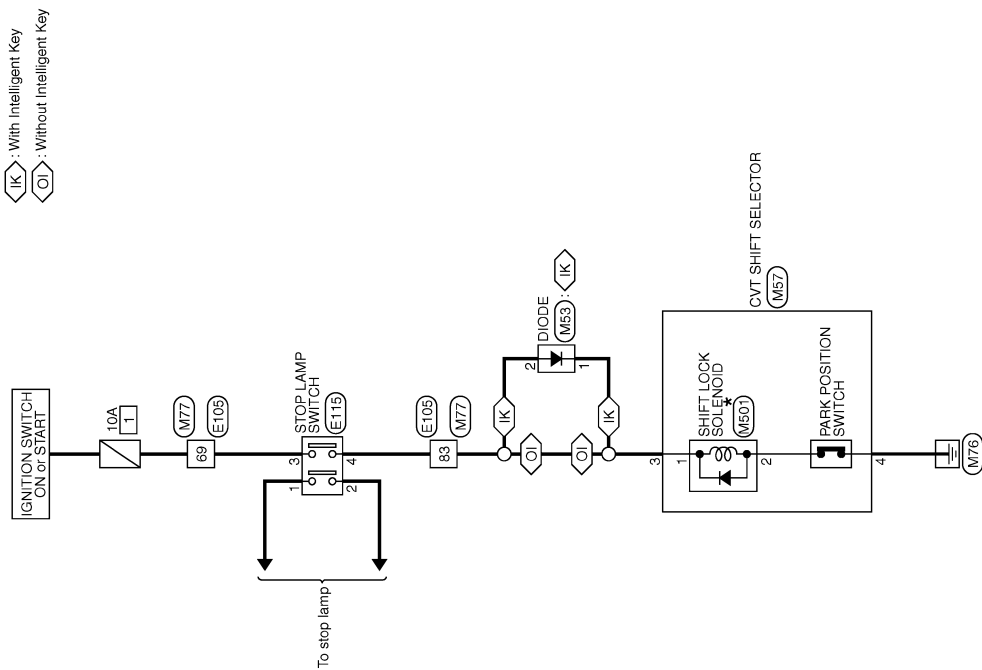 IK : With Intelligent Key
OI : Without Intelligent Key
IGNITION SWITCH
ON or START
10A
1
M77
69
E105
STOP LAMP
SWITCH
E115
3
1
4
2
To stop lamp
E105
83
M77
IK
OI
DIODE
M53 : IK
2
1
OI
IK
3
CVT SHIFT SELECTOR
M57
SHIFT LOCK
SOLENOID
*
M501
1
2
PARK POSITION
SWITCH
4
M76